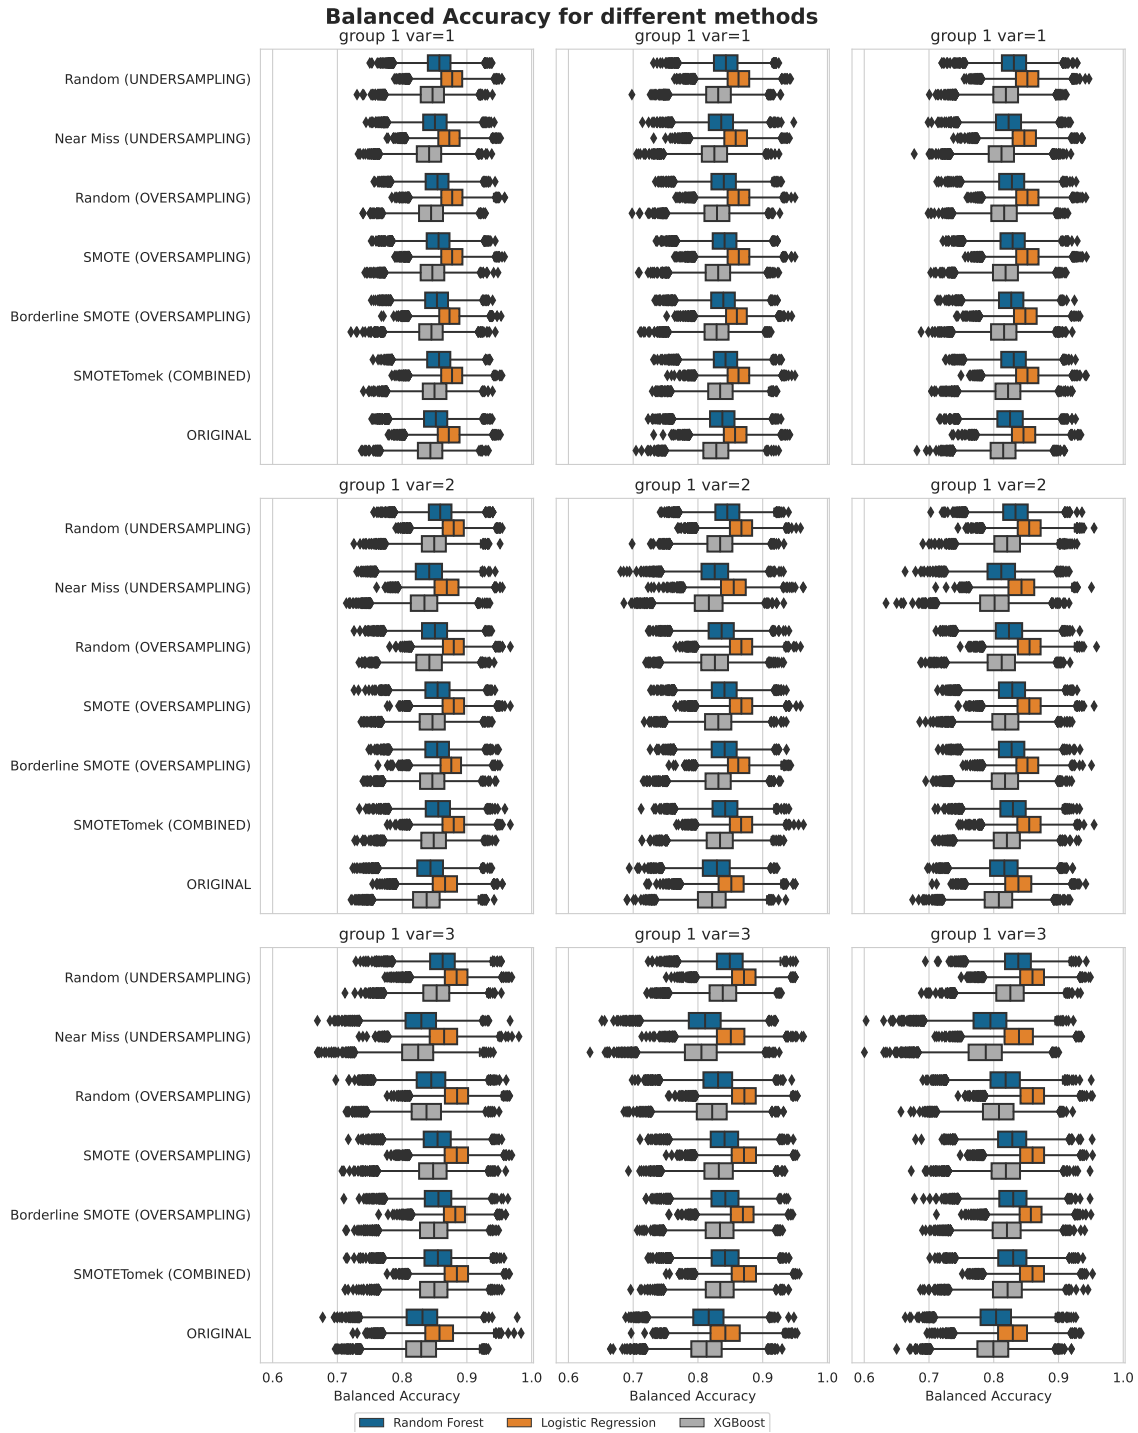 Balanced Accuracy for different methods
group 1 var=1
group 1 var=1
group 1 var=1
Random (UNDERSAMPLING)
Near Miss (UNDERSAMPLING)
Random (OVERSAMPLING)
SMOTE (OVERSAMPLING)
Borderline SMOTE (OVERSAMPLING)
SMOTETomek (COMBINED)
ORIGINAL
group 1 var=2
group 1 var=2
group 1 var=2
Random (UNDERSAMPLING)
Near Miss (UNDERSAMPLING)
Random (OVERSAMPLING)
SMOTE (OVERSAMPLING)
Borderline SMOTE (OVERSAMPLING)
SMOTETomek (COMBINED)
ORIGINAL
group 1 var=3
group 1 var=3
group 1 var=3
Random (UNDERSAMPLING)
Near Miss (UNDERSAMPLING)
Random (OVERSAMPLING)
SMOTE (OVERSAMPLING)
Borderline SMOTE (OVERSAMPLING)
SMOTETomek (COMBINED)
ORIGINAL
0.6 0.7 0.8 0.9 1.0
0.6 0.7 0.8 0.9 1.0
0.6 0.7 0.8 0.9 1.0
Balanced Accuracy
Balanced Accuracy
Balanced Accuracy
Random Forest
Logistic Regression
XGBoost